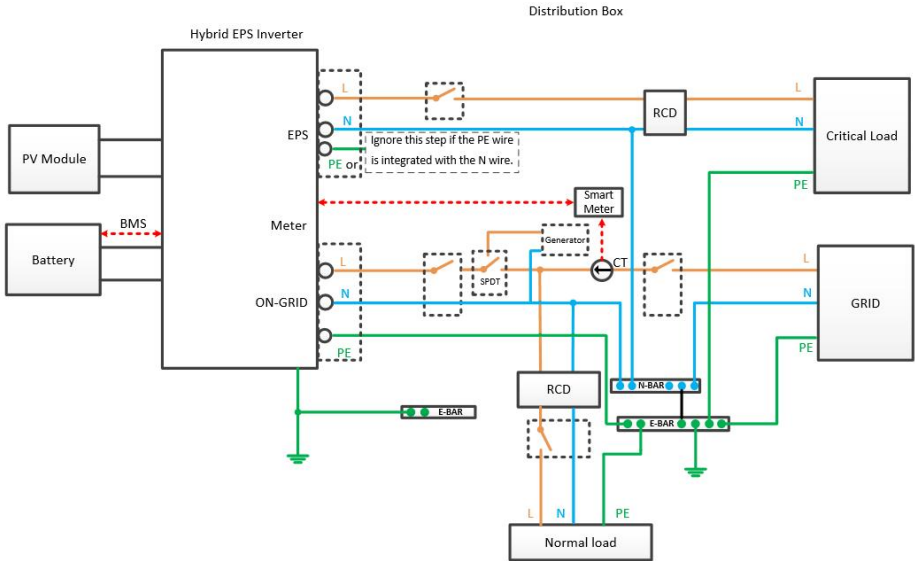 Distribution Box
Hybrid EPS Inverter
L
L
RCD
N
N
EPS
Critical Load
Ignore this step if the PE wire
is integrated with the N wire.
PV Module
PE or
PE
Smart
Meter
BMS
Meter
Generator
Battery
L
CT
L
SPDT
N
N
ON-GRID
GRID
PE
PE
RCD
N-BAR
E-BAR
E-BAR
L
N
PE
Normal load